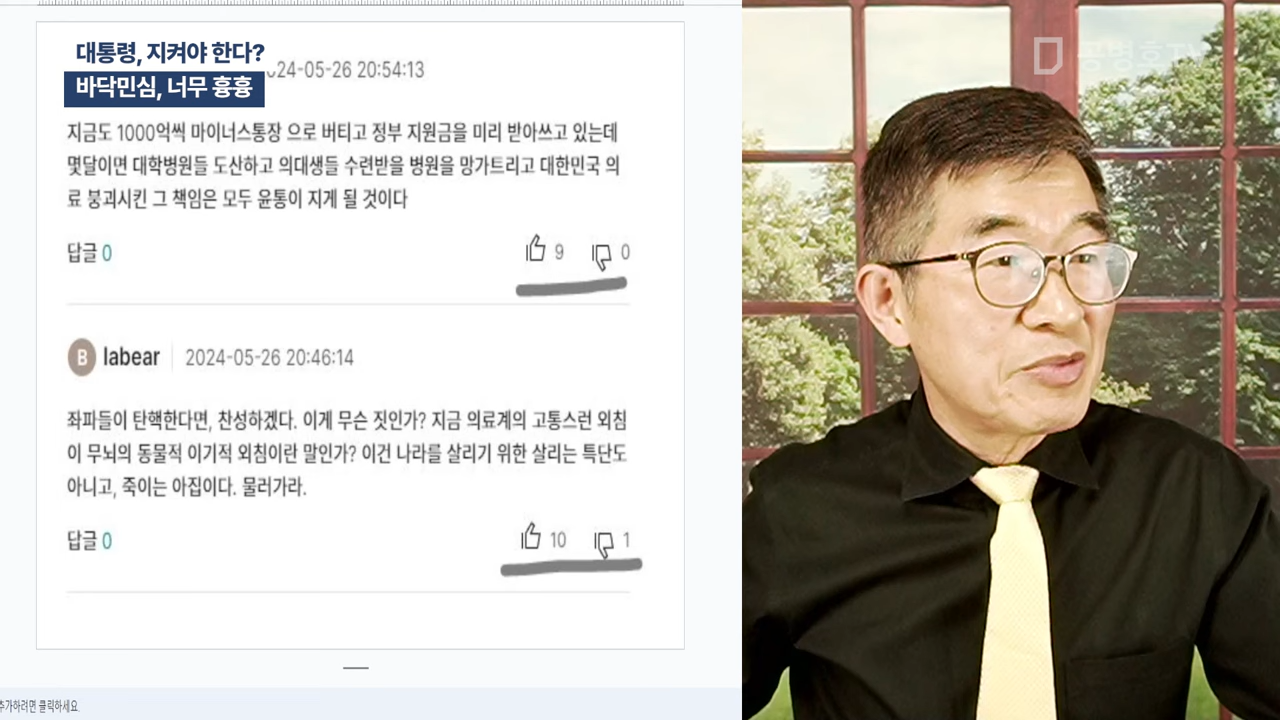 대통령, 지켜야 한다?
바닥민심, 너무 흉흉
24-05-26 20:54:13
공병호TV
지금도 1000억씩 마이너스통장 으로 버티고 정부 지원금을 미리 받아쓰고 있는데
몇달이면 대학병원들 도산하고 의대생들 수련받을 병원을 망가트리고 대한민국 의
료 붕괴시킨 그 책임은 모두 윤통이 지게 될 것이다
답글 0
9 0
B labear 2024-05-26 20:46:14
좌파들이 탄핵한다면, 찬성하겠다. 이게 무슨 짓인가? 지금 의료계의 고통스런 외침
이 무뇌의 동물적 이기적 외침이란 말인가? 이건 나라를 살리기 위한 살리는 특단도
아니고, 죽이는 아집이다. 물러가라.
답글 0
10 1
추가하려면 클릭하세요